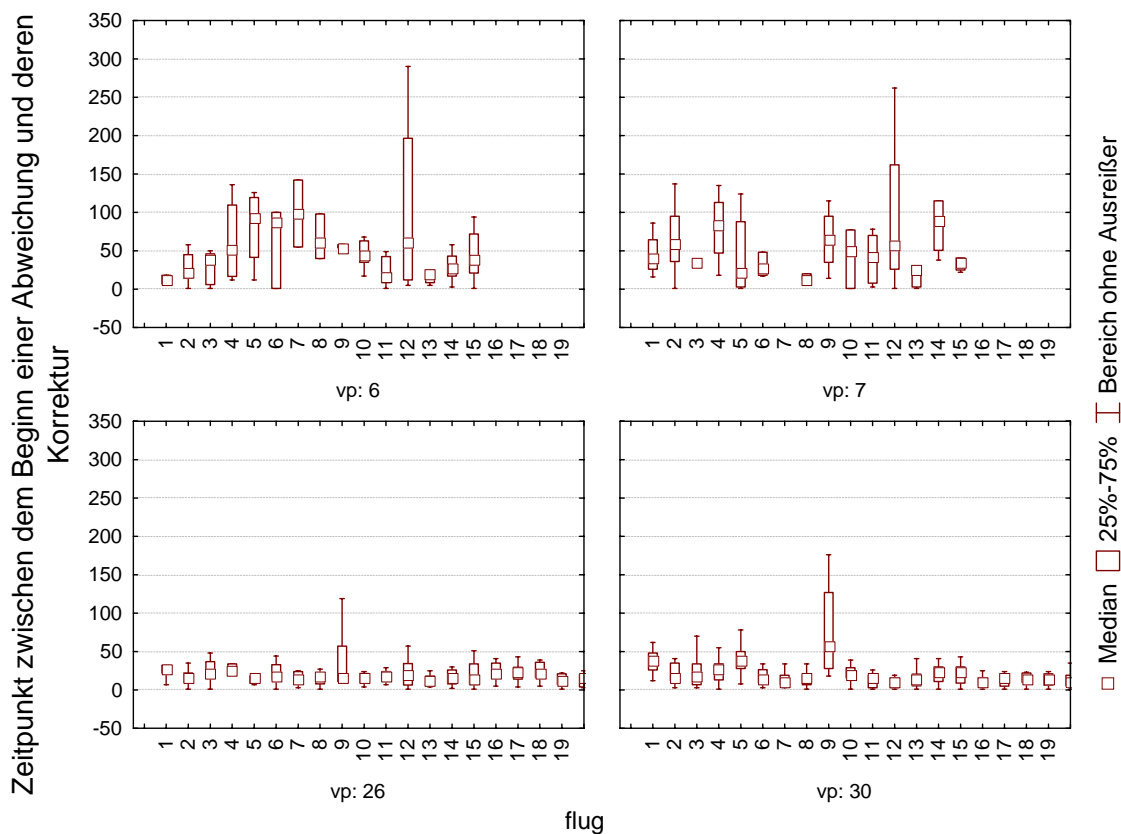 Zeitpunkt zwischen dem Beginn einer Abweichung und deren
Korrektur
350
300
250
200
150
100
50
0
-50
1 2 3 4 5 6 7 8 9 10 11 12 13 14 15 16 17 18 19
vp: 6
1 2 3 4 5 6 7 8 9 10 11 12 13 14 15 16 17 18 19
vp: 7
350
300
250
200
150
100
50
0
-50
1 2 3 4 5 6 7 8 9 10 11 12 13 14 15 16 17 18 19
vp: 26
1 2 3 4 5 6 7 8 9 10 11 12 13 14 15 16 17 18 19
vp: 30
flug
Median 25%-75% Bereich ohne Ausreißer